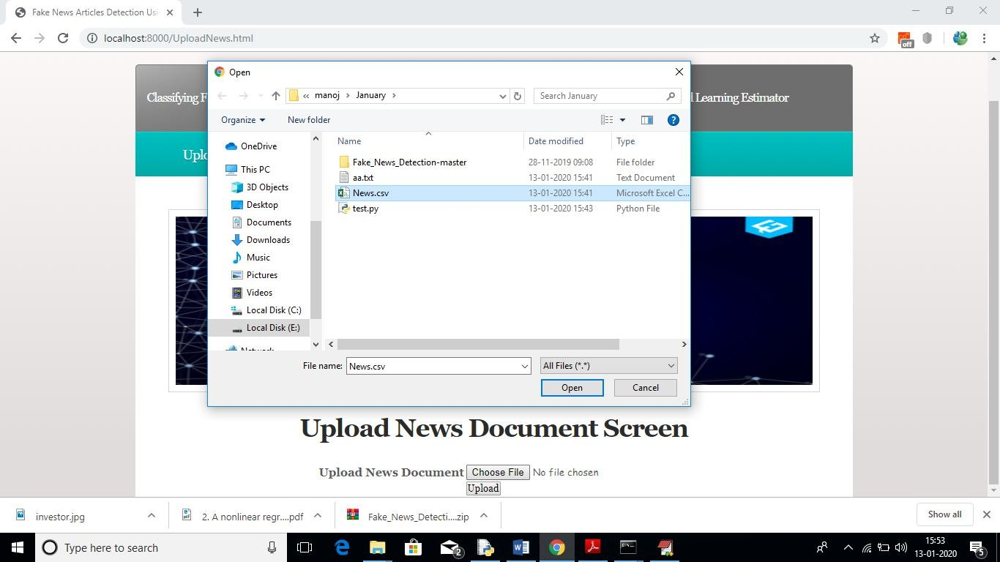 Fake News Articles Detection Usi
localhost:8000/UploadNews.html
off
Classifying F
l Learning Estimator
Uplo
Open
« manoj > January >
Search January
Organize
New folder
Name
Date modified
Type
OneDrive
This PC
3D Objects
Desktop
Documents
Downloads
Music
Pictures
Videos
Local Disk (C:)
Local Disk (E:)
Network
Fake_News_Detection-master 28-11-2019 09:08 File folder
aa.txt 13-01-2020 15:41 Text Document
News.csv 13-01-2020 15:41 Microsoft Excel C...
test.py 13-01-2020 15:43 Python File
File name: News.csv
All Files (*.*)
Open
Cancel
Upload News Document Screen
Upload News Document Choose File No file chosen
Upload
investor.jpg
2. A nonlinear regr....pdf
Fake_News_Detecti....zip
Show all
Type here to search
2
15:53
13-01-2020
5